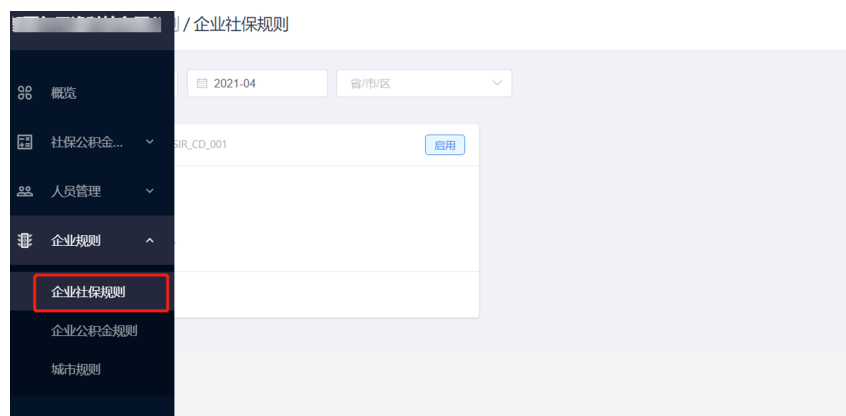 / 企业社保规则
概览
2021-04
省/市/区
社保公积金...
SIR_CD_001
启用
人员管理
企业规则
企业社保规则
企业公积金规则
城市规则